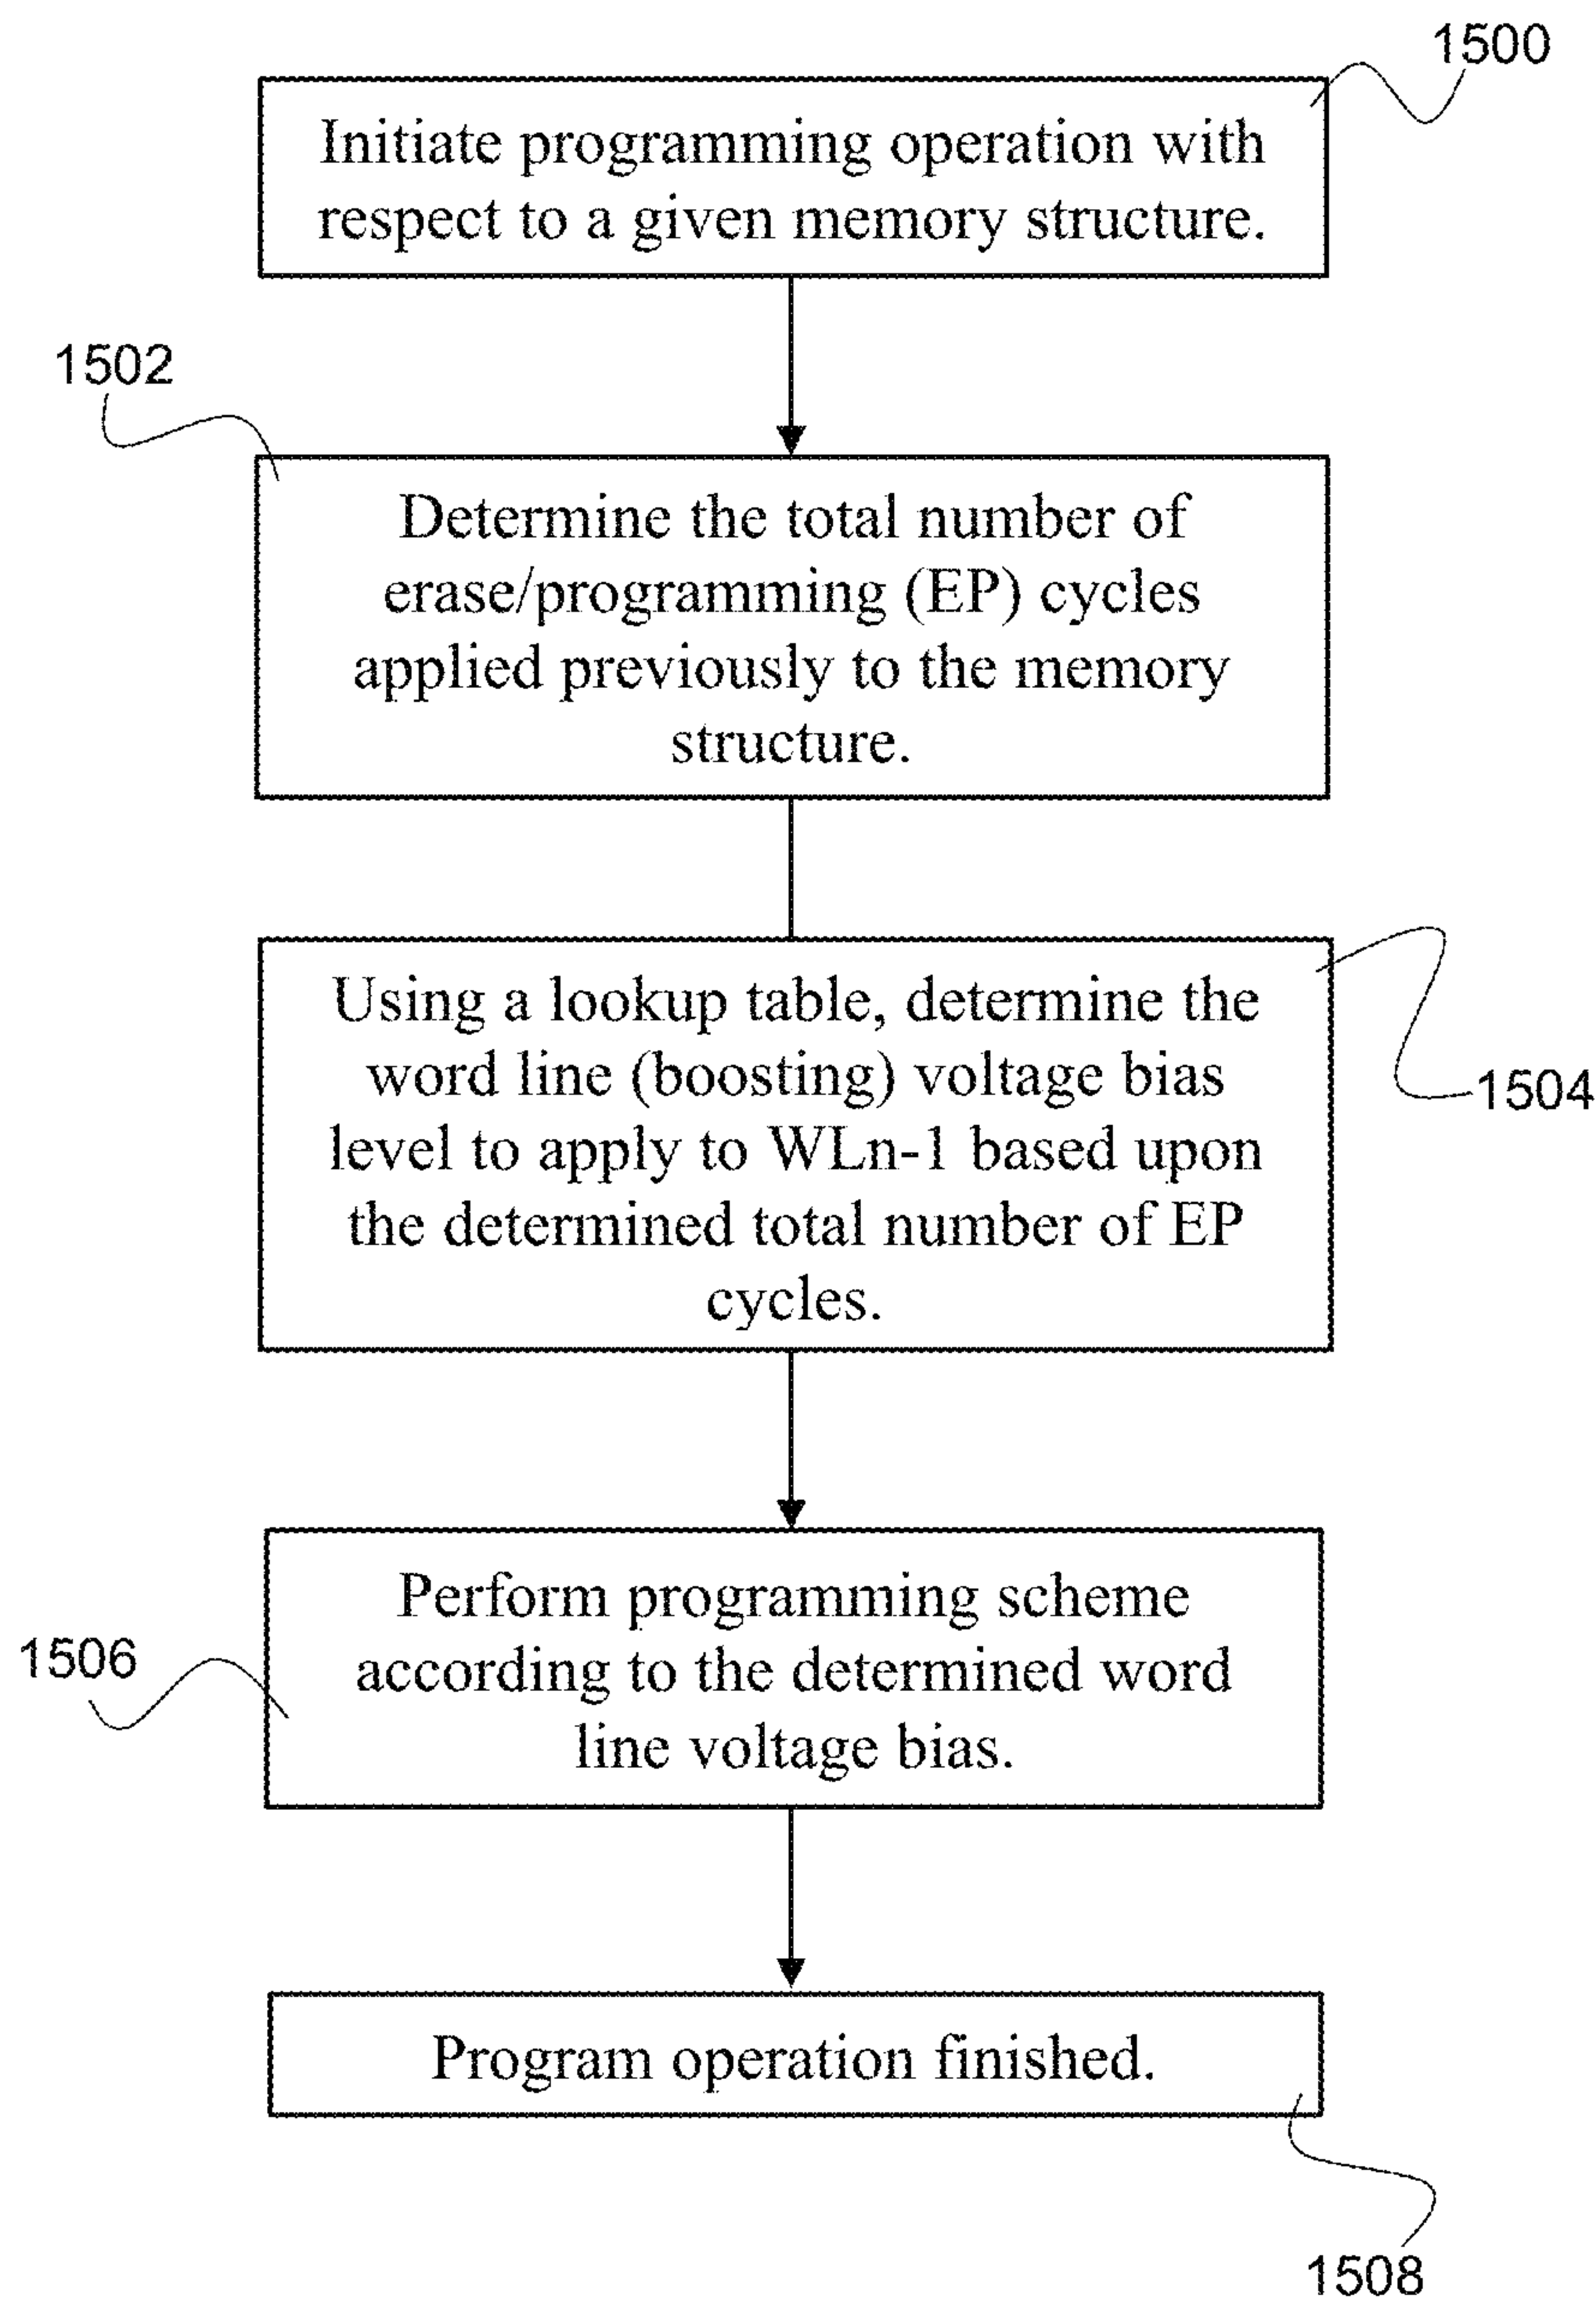 1500
Initiate programming operation with
respect to a given memory structure.
1502
Determine the total number of
erase/programming (EP) cycles
applied previously to the memory
structure.
Using a lookup table, determine the
word line (boosting) voltage bias
level to apply to WLn-1 based upon
the determined total number of EP
cycles.
1504
Perform programming scheme
according to the determined word
line voltage bias.
1506
Program operation finished.
1508